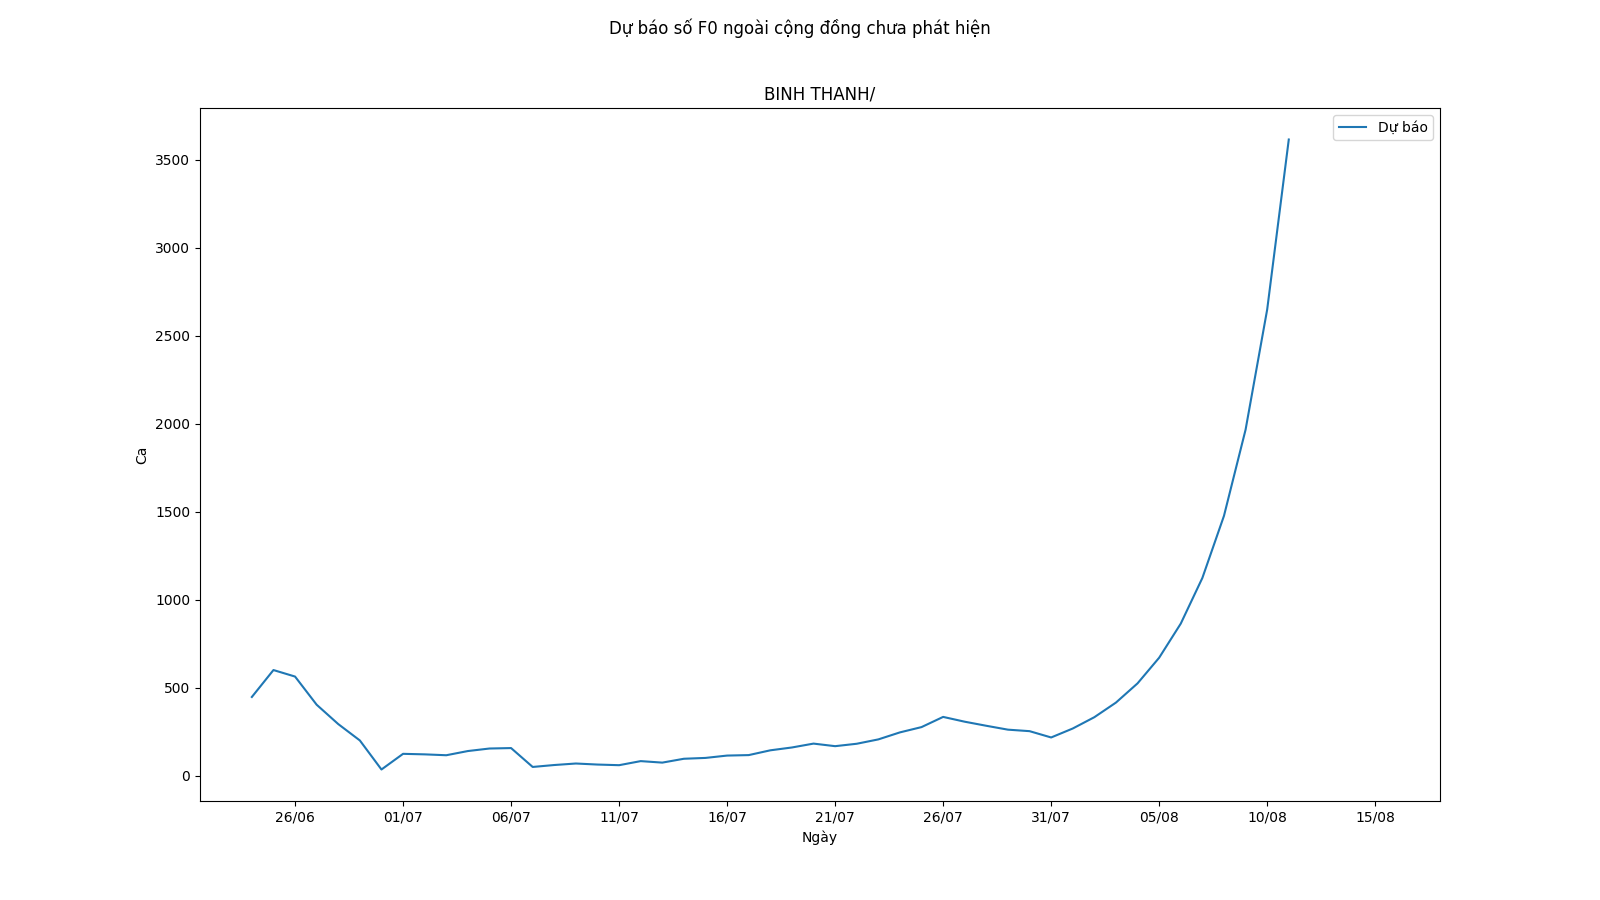 Dự báo số F0 ngoài cộng đồng chưa phát hiện
BINH THANH/
Dự báo
3500
3000
2500
2000
1500
1000
500
0
Ca
26/06 01/07 06/07 11/07 16/07 21/07 26/07 31/07 05/08 10/08 15/08
Ngày